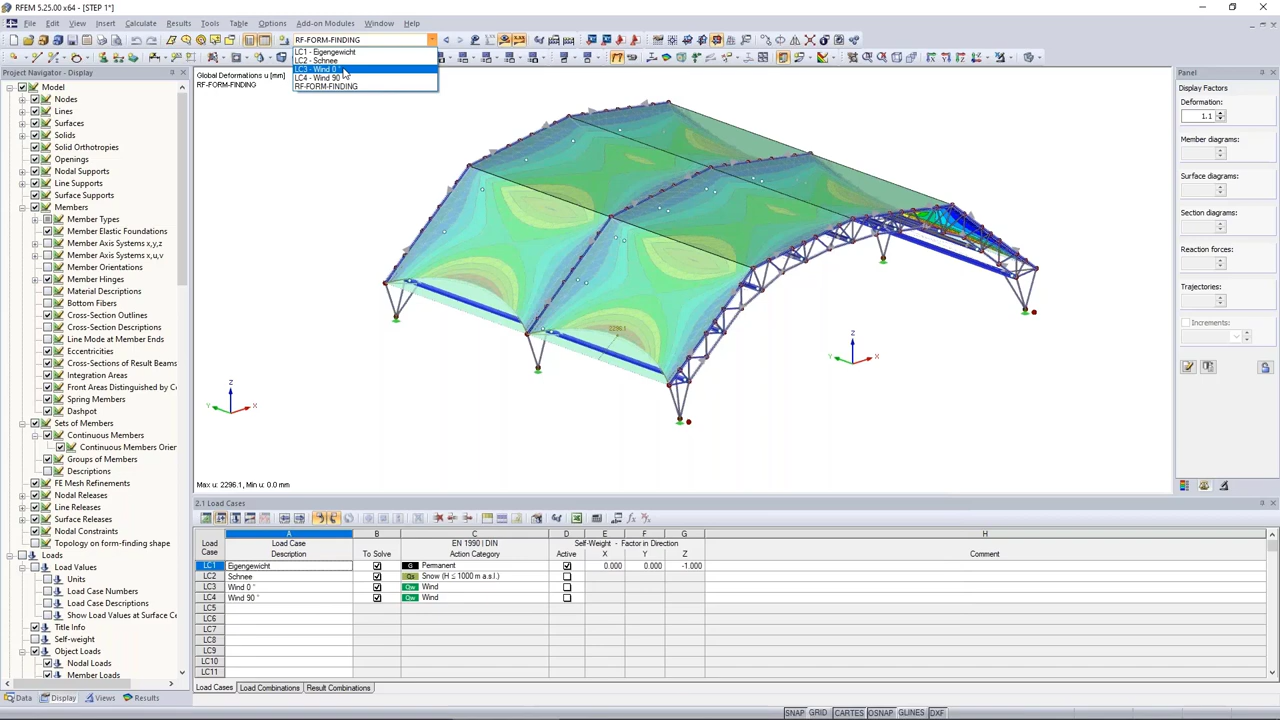 RFEM 5.25.00 x64 - [STEP 1*]
File Edit View Insert Calculate Results Tools Table Options Add-on Modules Window Help
RF-FORM-FINDING
LC1 - Eigengewicht
LC2 - Schnee
LC3 - Wind 0 °
LC4 - Wind 90
RF-FORM-FINDING
Project Navigator - Display
Model
Nodes
Lines
Surfaces
Solids
Solid Orthotropies
Openings
Nodal Supports
Line Supports
Surface Supports
Members
Member Types
Member Elastic Foundations
Member Axis Systems x,y,z
Member Axis Systems x,u,v
Member Orientations
Member Hinges
Material Descriptions
Bottom Fibers
Cross-Section Outlines
Cross-Section Descriptions
Line Mode at Member Ends
Eccentricities
Cross-Sections of Result Beams
Integration Areas
Front Areas Distinguished by Co
Spring Members
Dashpot
Sets of Members
Continuous Members
Continuous Members Orien
Groups of Members
Descriptions
FE Mesh Refinements
Nodal Releases
Line Releases
Surface Releases
Nodal Constraints
Topology on form-finding shape
Loads
Load Values
Units
Load Case Numbers
Load Case Descriptions
Show Load Values at Surface Ce
Title Info
Self-weight
Object Loads
Nodal Loads
Member Loads
Data Display Views Results
Global Deformations u [mm]
RF-FORM-FINDING
2296.1
Z
Y
X
Z
Y
X
Max u: 2296.1, Min u: 0.0 mm
Panel
Display Factors
Deformation:
1.1
Member diagrams:
Surface diagrams:
Section diagrams:
Reaction forces:
Trajectories:
Increments:
2.1 Load Cases
A B C D E F G H
Load Case
Load Case Description
To Solve
EN 1990 | DIN Action Category
Self-Weight - Factor in Direction
Active X Y Z
Comment
LC1 Eigengewicht G Permanent 0.000 0.000 -1.000
LC2 Schnee Qs Snow (H ≤ 1000 m a.s.l.)
LC3 Wind 0 ° Qw Wind
LC4 Wind 90 ° Qw Wind
LC5
LC6
LC7
LC8
LC9
LC10
LC11
Load Cases Load Combinations Result Combinations
SNAP GRID CARTES OSNAP GLINES DXF